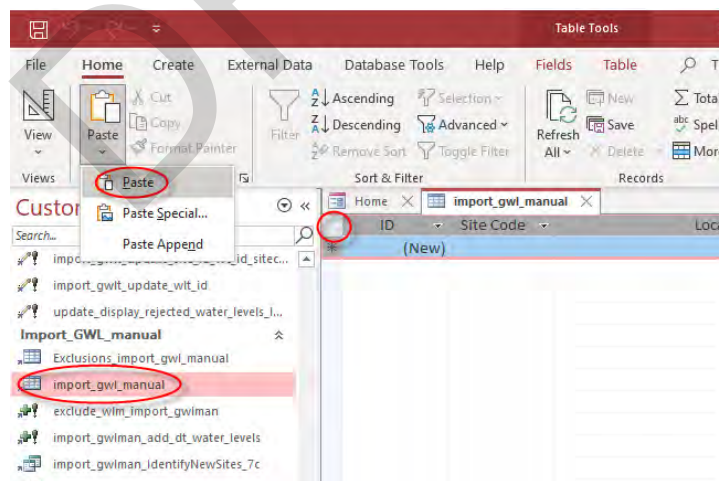 Table Tools
File Home Create External Data Database Tools Help Fields Table
View Paste Cut Copy Format Painter Filter Ascending Descending Remove Sort Selection Advanced Toggle Filter Refresh All New Save Delete Spel
Views Sort & Filter Records
Paste
Paste Special...
Paste Append
Search...
Home import_gwl_manual
ID Site Code
(New)
import_gwlt_update_wlt_id
update_display_rejected_water_levels_l...
Import_GWL_manual
Exclusions_import_gwl_manual
import_gwl_manual
exclude_wlm_import_gwlman
import_gwlman_add_dt_water_levels
import_gwlman_identifyNewSites_7c